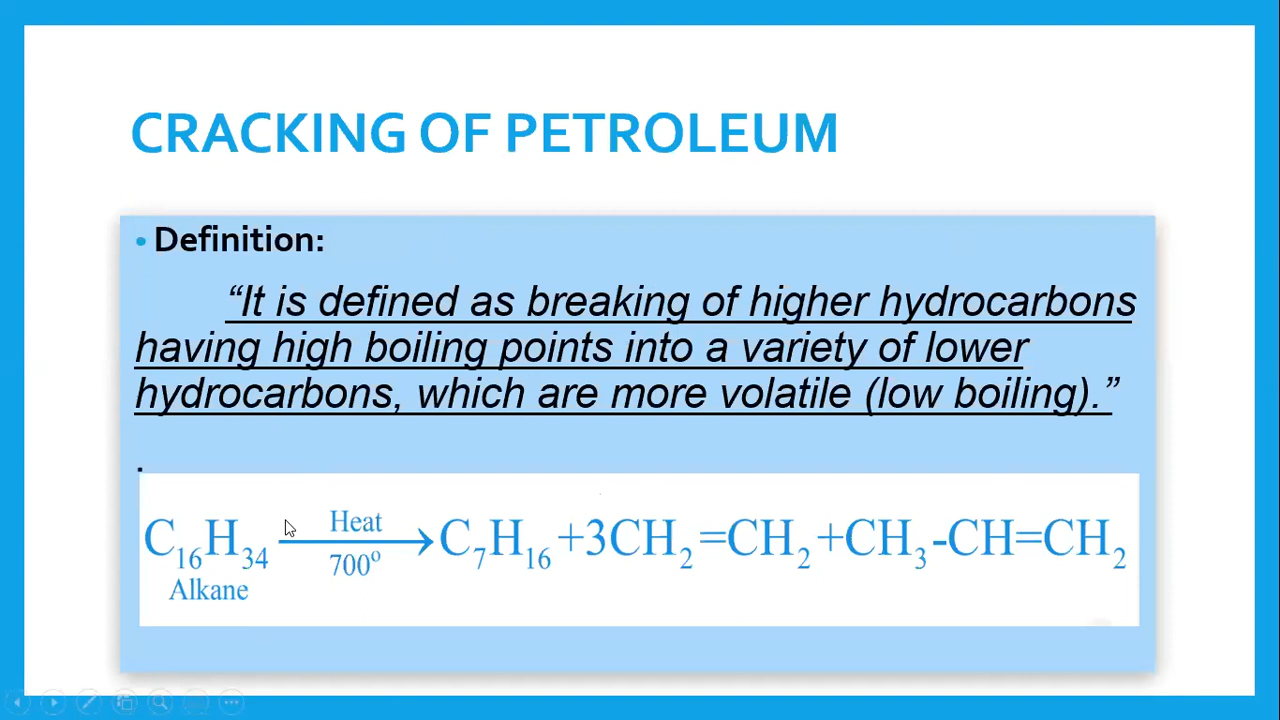 CRACKING OF PETROLEUM
• Definition:
“It is defined as breaking of higher hydrocarbons
having high boiling points into a variety of lower
hydrocarbons, which are more volatile (low boiling).”
.
Heat
C₁₆H₃₄ ⟶ C₇H₁₆ +3CH₂ =CH₂ +CH₃-CH=CH₂
700º
Alkane